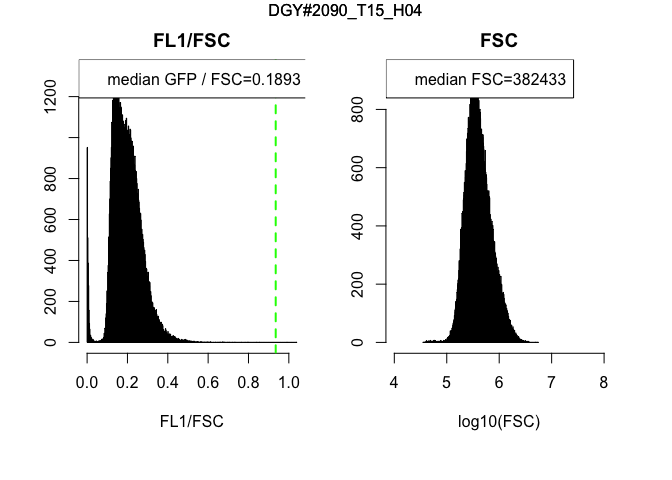 DGY#2090_T15_H04
FL1/FSC
median GFP / FSC=0.1893
0
200
400
600
800
1200
0.0 0.2 0.4 0.6 0.8 1.0
FL1/FSC
FSC
median FSC=382433
0
200
400
600
800
4 5 6 7 8
log10(FSC)